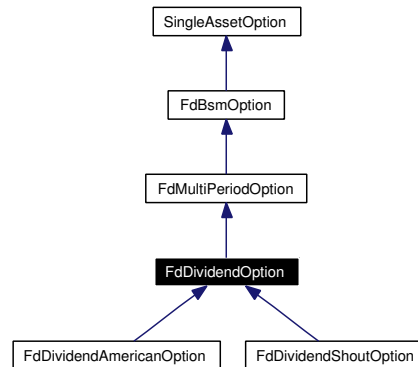 SingleAssetOption
FdBsmOption
FdMultiPeriodOption
FdDividendOption
FdDividendAmericanOption
FdDividendShoutOption